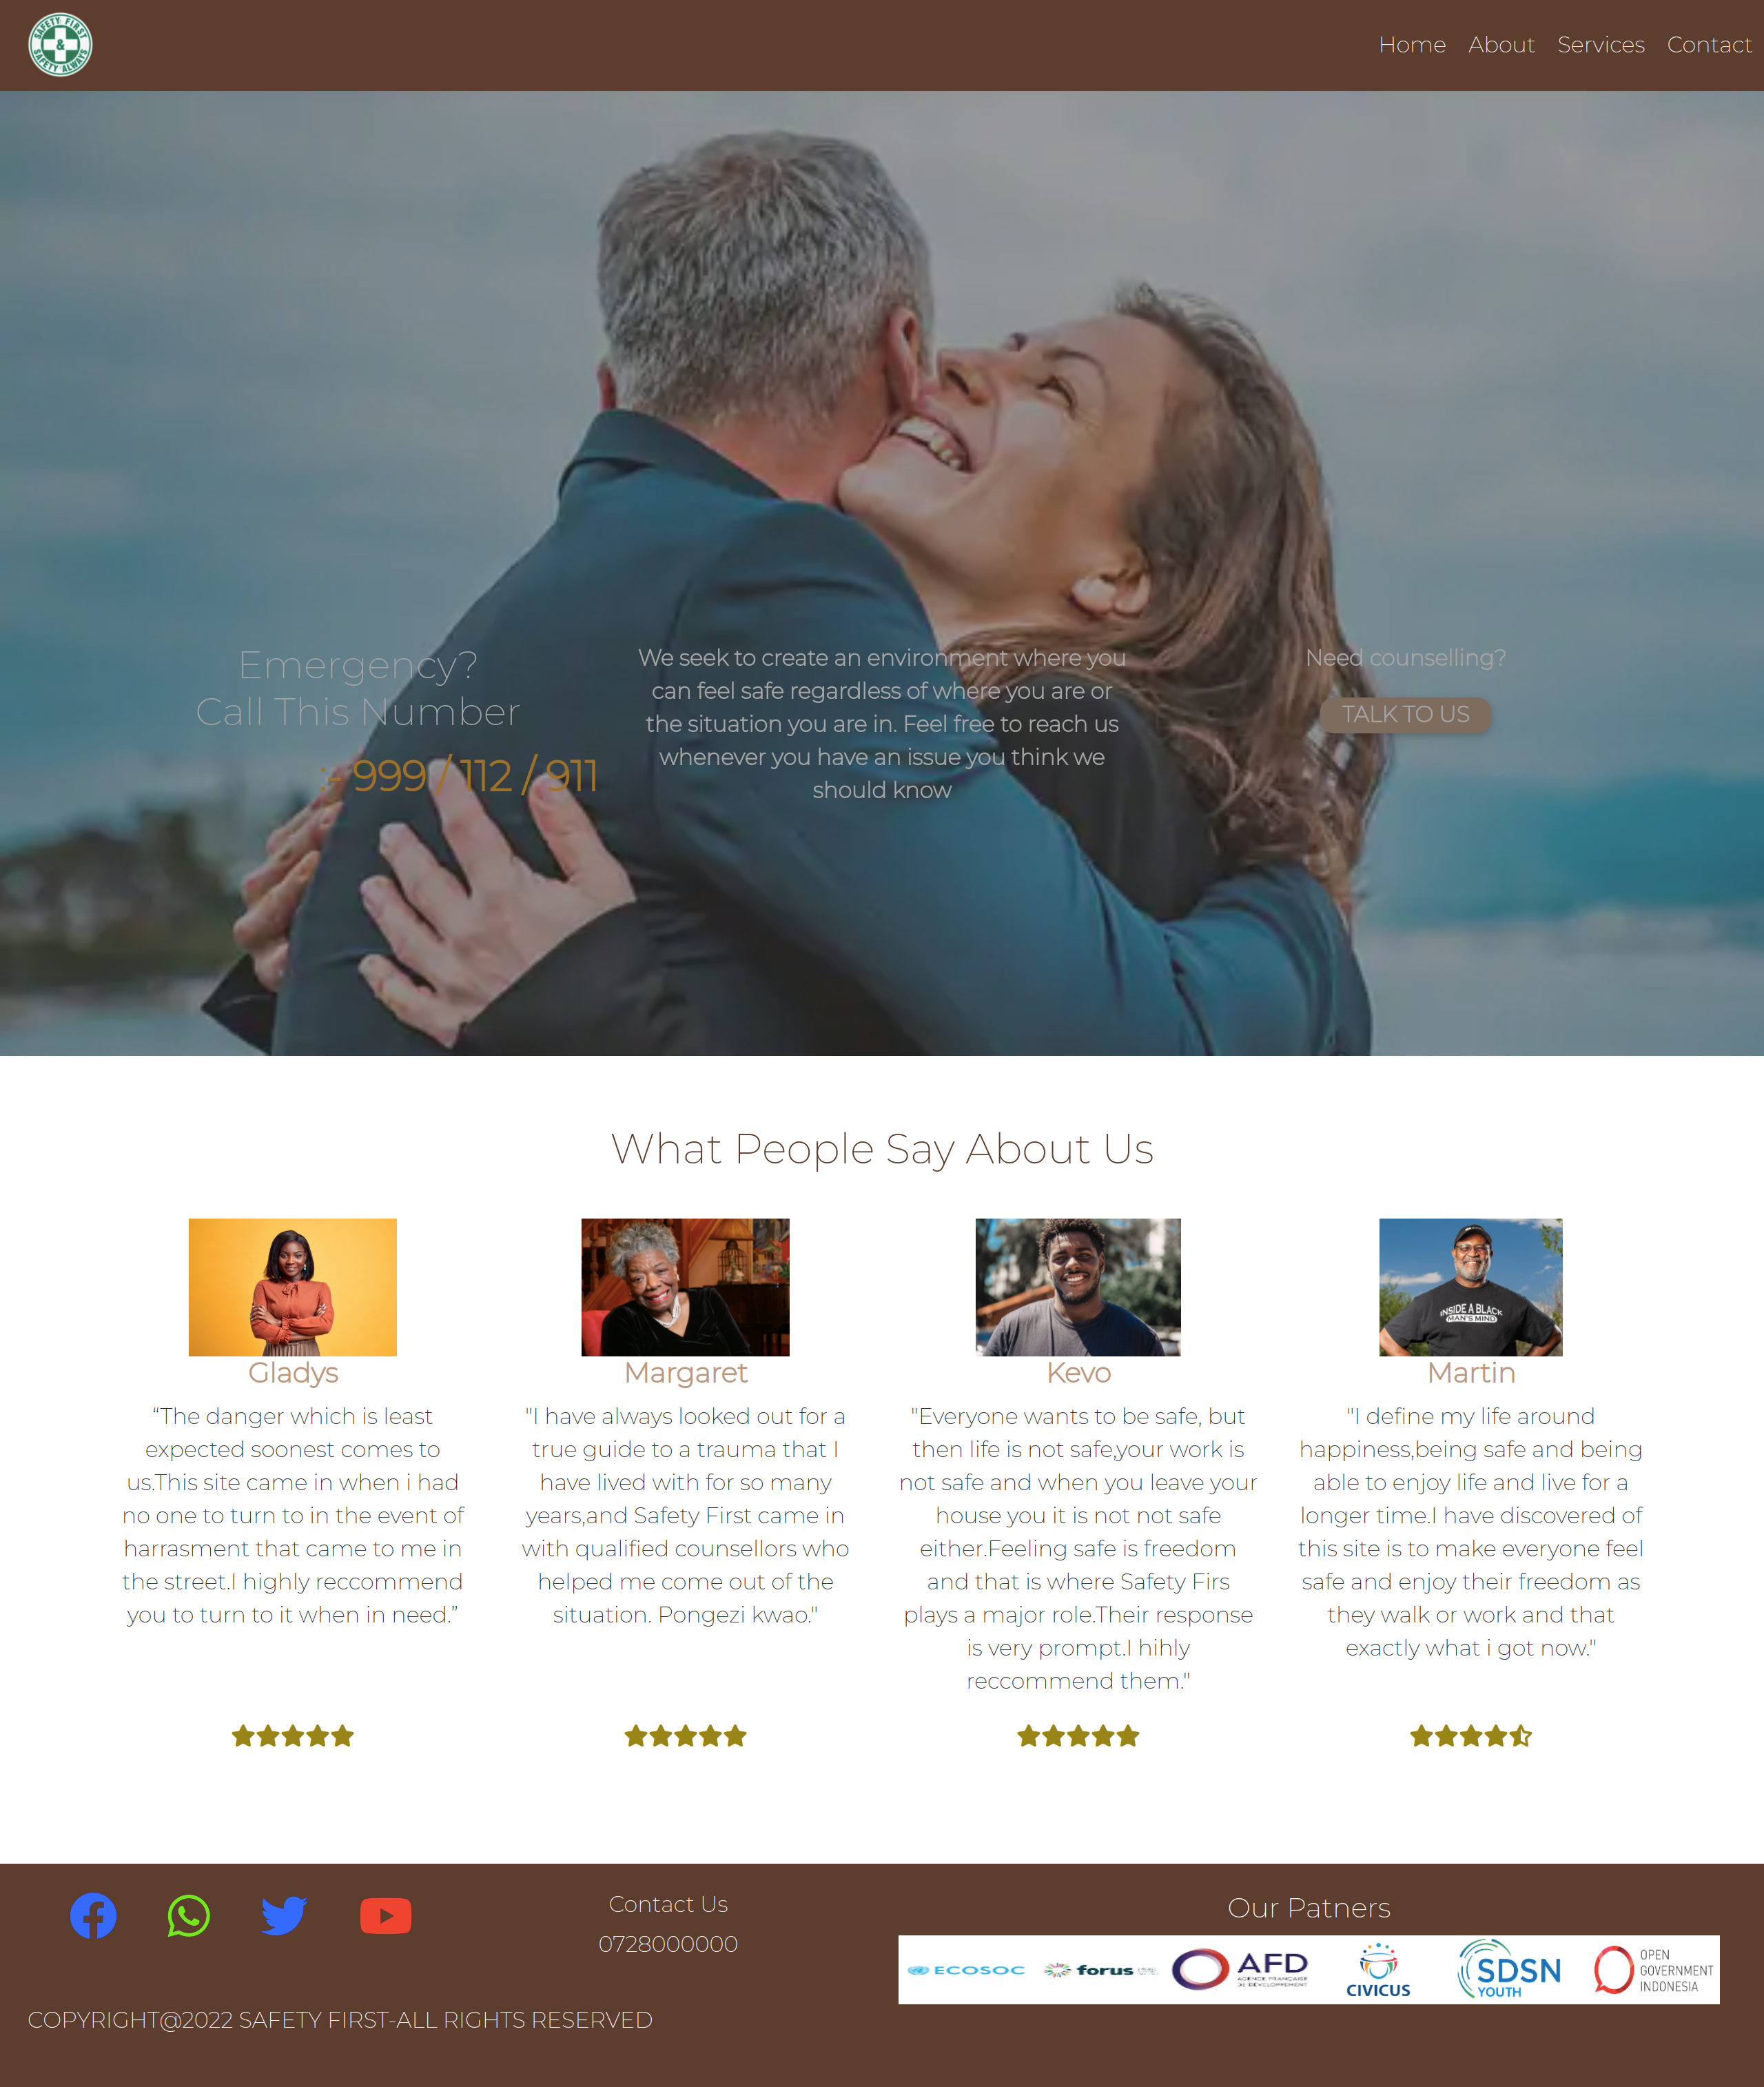 SAFETY FIRST
&
SAFETY ALWAYS
Home About Services Contact
Emergency?
Call This Number
:- 999 / 112 / 911
We seek to create an environment where you
can feel safe regardless of where you are or
the situation you are in. Feel free to reach us
whenever you have an issue you think we
should know
Need counselling?
TALK TO US
What People Say About Us
INSIDE A BLACK
MAN'S MIND
Gladys
“The danger which is least
expected soonest comes to
us.This site came in when i had
no one to turn to in the event of
harrasment that came to me in
the street.I highly reccommend
you to turn to it when in need.”
Margaret
"I have always looked out for a
true guide to a trauma that I
have lived with for so many
years,and Safety First came in
with qualified counsellors who
helped me come out of the
situation. Pongezi kwao."
Kevo
"Everyone wants to be safe, but
then life is not safe,your work is
not safe and when you leave your
house you it is not not safe
either.Feeling safe is freedom
and that is where Safety Firs
plays a major role.Their response
is very prompt.I hihly
reccommend them."
Martin
"I define my life around
happiness,being safe and being
able to enjoy life and live for a
longer time.I have discovered of
this site is to make everyone feel
safe and enjoy their freedom as
they walk or work and that
exactly what i got now."
Contact Us
0728000000
COPYRIGHT@2022 SAFETY FIRST-ALL RIGHTS RESERVED
Our Patners
ECOSOC
forus
AFD
AGENCE FRANÇAISE
DE DÉVELOPPEMENT
CIVICUS
SDSN
YOUTH
OPEN
GOVERNMENT
INDONESIA